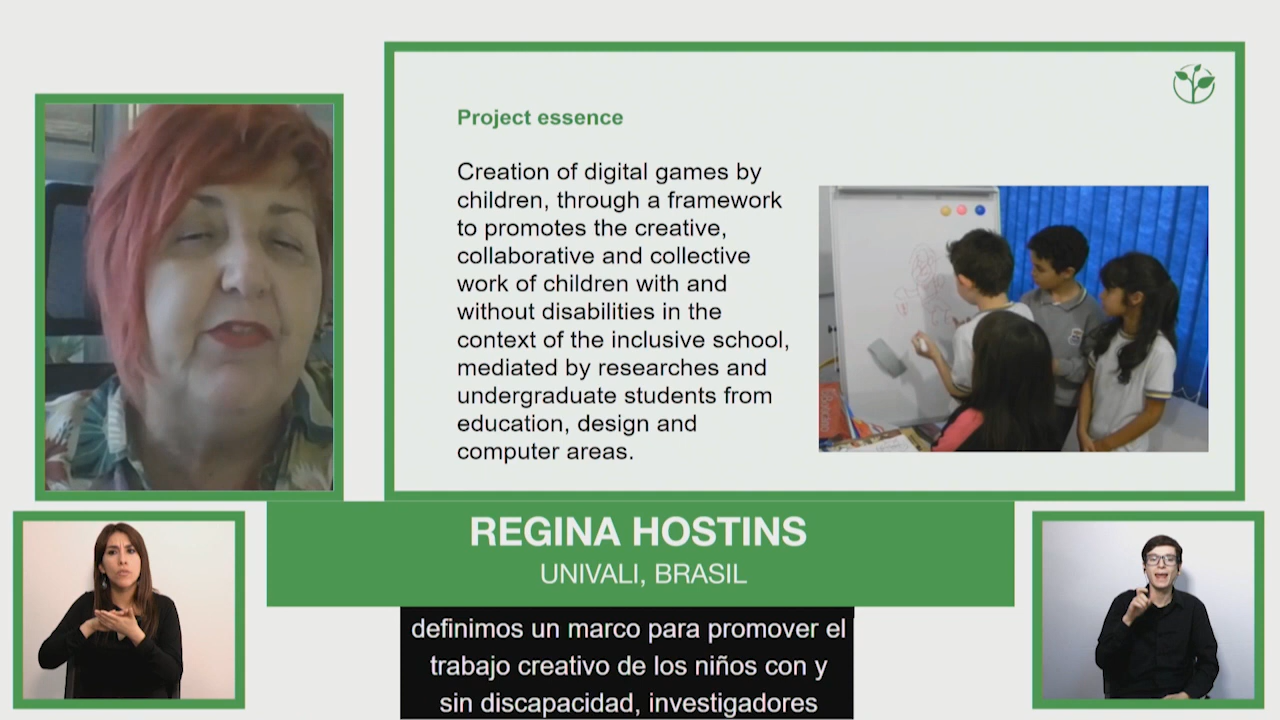 Project essence
Creation of digital games by
children, through a framework
to promotes the creative,
collaborative and collective
work of children with and
without disabilities in the
context of the inclusive school,
mediated by researches and
undergraduate students from
education, design and
computer areas.
REGINA HOSTINS
UNIVALI, BRASIL
definimos un marco para promover el
trabajo creativo de los niños con y
sin discapacidad, investigadores